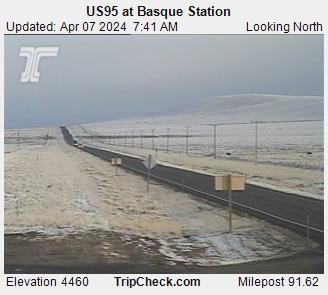 US95 at Basque Station
Updated: Apr 07 2024 7:41 AM Looking North
Elevation 4460 TripCheck.com Milepost 91.62